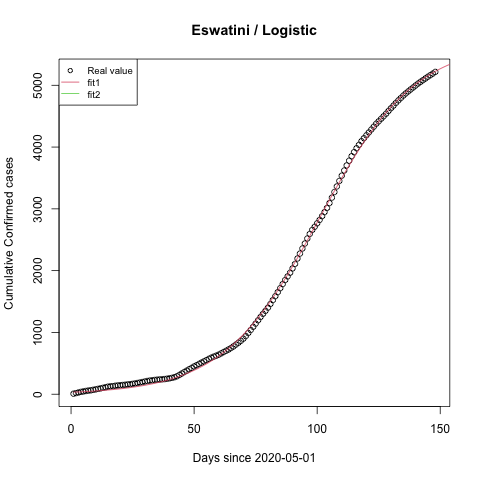 Eswatini / Logistic
Real value
fit1
fit2
Cumulative Confirmed cases
5000
4000
3000
2000
1000
0
0 50 100 150
Days since 2020-05-01